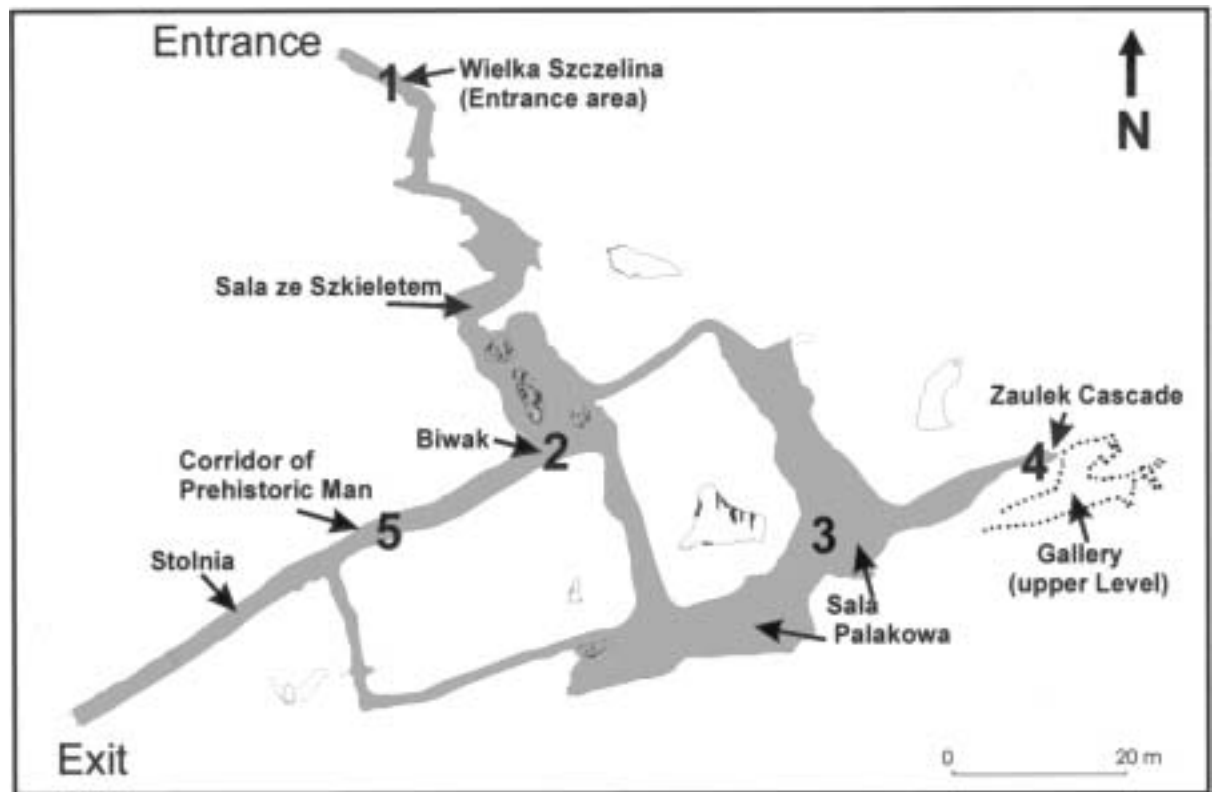 Entrance
1
Wielka Szczelina
(Entrance area)
N
Sala ze Szkieletem
Zaulek Cascade
Biwak
2
4
Corridor of
Prehistoric Man
5
3
Stolnia
Gallery
(upper Level)
Sala
Palakowa
Exit
0
20 m